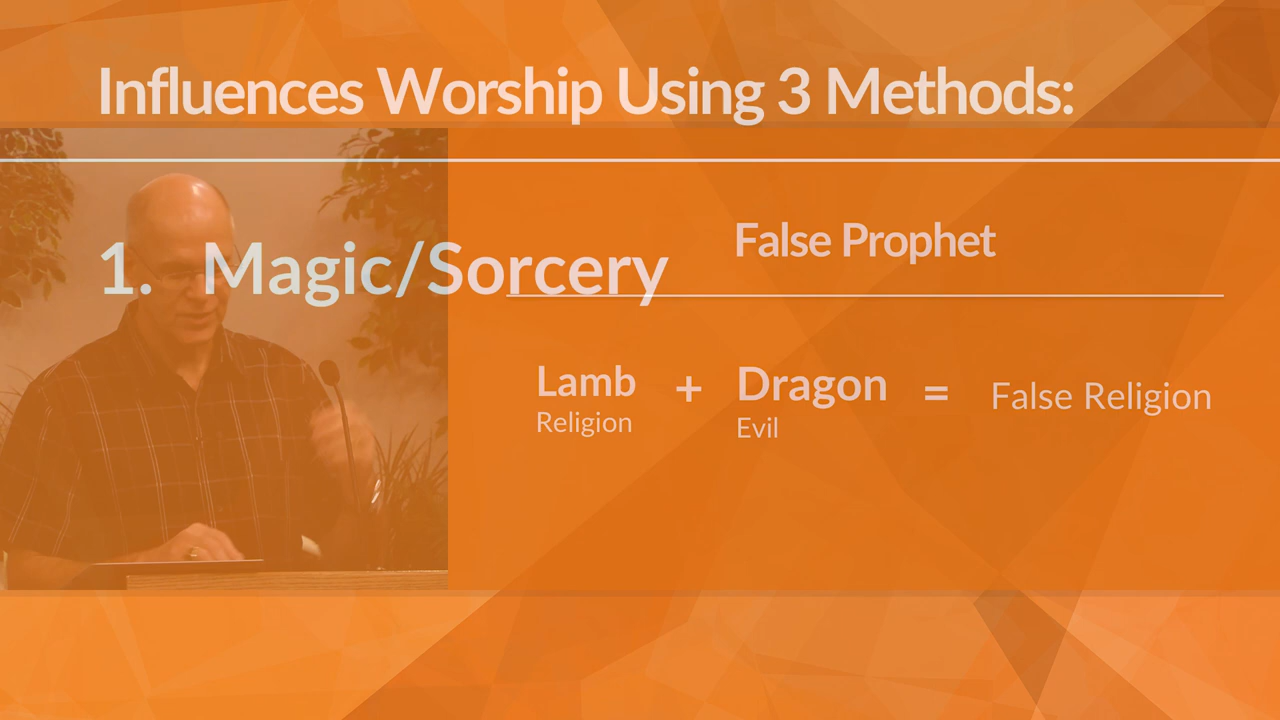 Influences Worship Using 3 Methods:
1. Magic/Sorcery
False Prophet
Lamb + Dragon = False Religion
Religion Evil